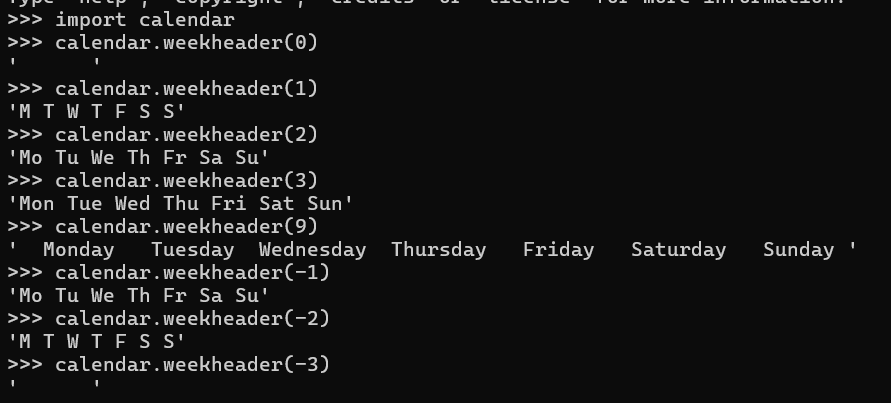 Type "help", "copyright", "credits" or "license" for more information.
>>> import calendar
>>> calendar.weekheader(0)
'      '
>>> calendar.weekheader(1)
'M T W T F S S'
>>> calendar.weekheader(2)
'Mo Tu We Th Fr Sa Su'
>>> calendar.weekheader(3)
'Mon Tue Wed Thu Fri Sat Sun'
>>> calendar.weekheader(9)
'  Monday   Tuesday  Wednesday  Thursday   Friday   Saturday   Sunday '
>>> calendar.weekheader(-1)
'Mo Tu We Th Fr Sa Su'
>>> calendar.weekheader(-2)
'M T W T F S S'
>>> calendar.weekheader(-3)
'      '